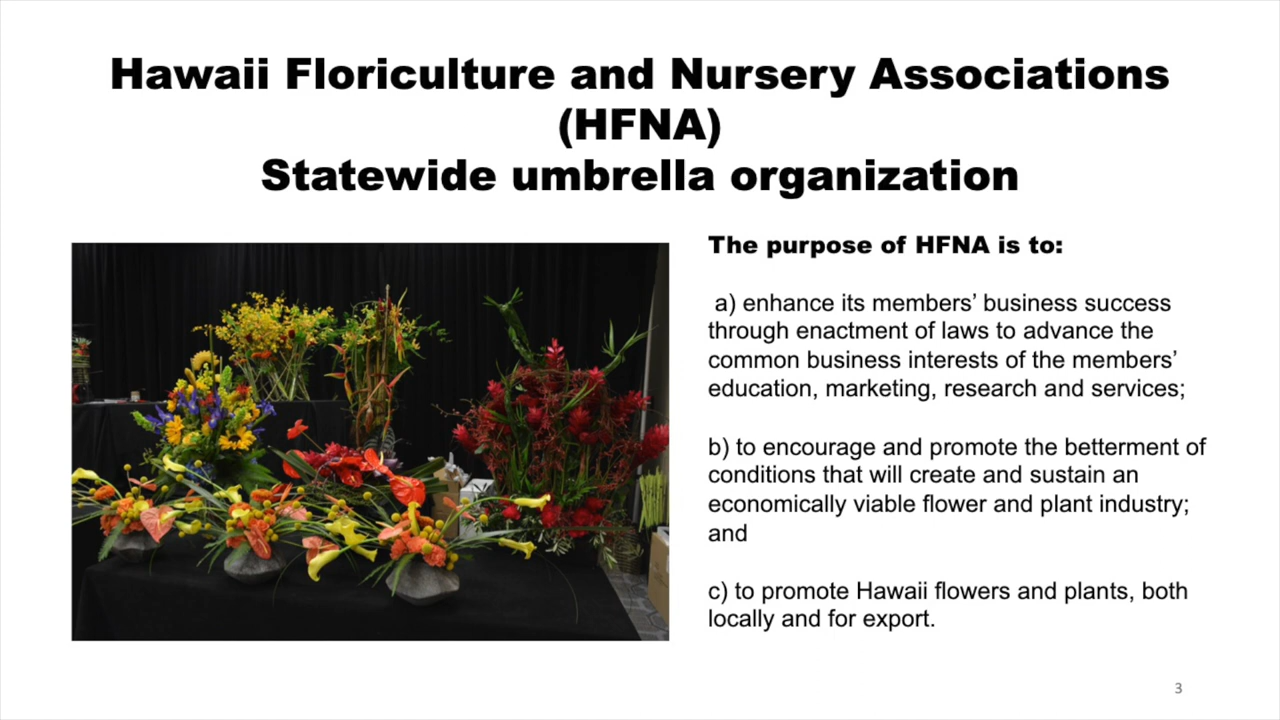 Hawaii Floriculture and Nursery Associations
(HFNA)
Statewide umbrella organization
The purpose of HFNA is to:
a) enhance its members’ business success
through enactment of laws to advance the
common business interests of the members’
education, marketing, research and services;
b) to encourage and promote the betterment of
conditions that will create and sustain an
economically viable flower and plant industry;
and
c) to promote Hawaii flowers and plants, both
locally and for export.
3